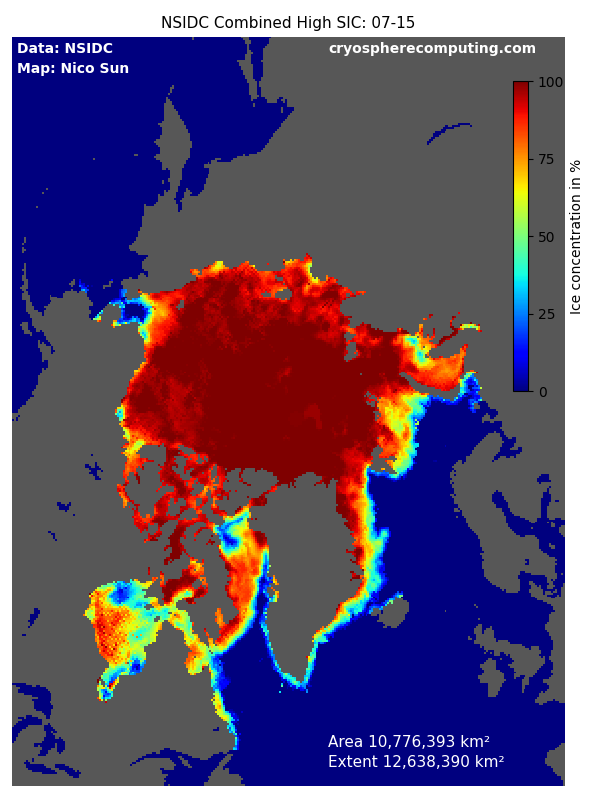 NSIDC Combined High SIC: 07-15
Data: NSIDC
cryospherecomputing.com
Map: Nico Sun
100
75
50
25
0
Ice concentration in %
Area 10,776,393 km²
Extent 12,638,390 km²